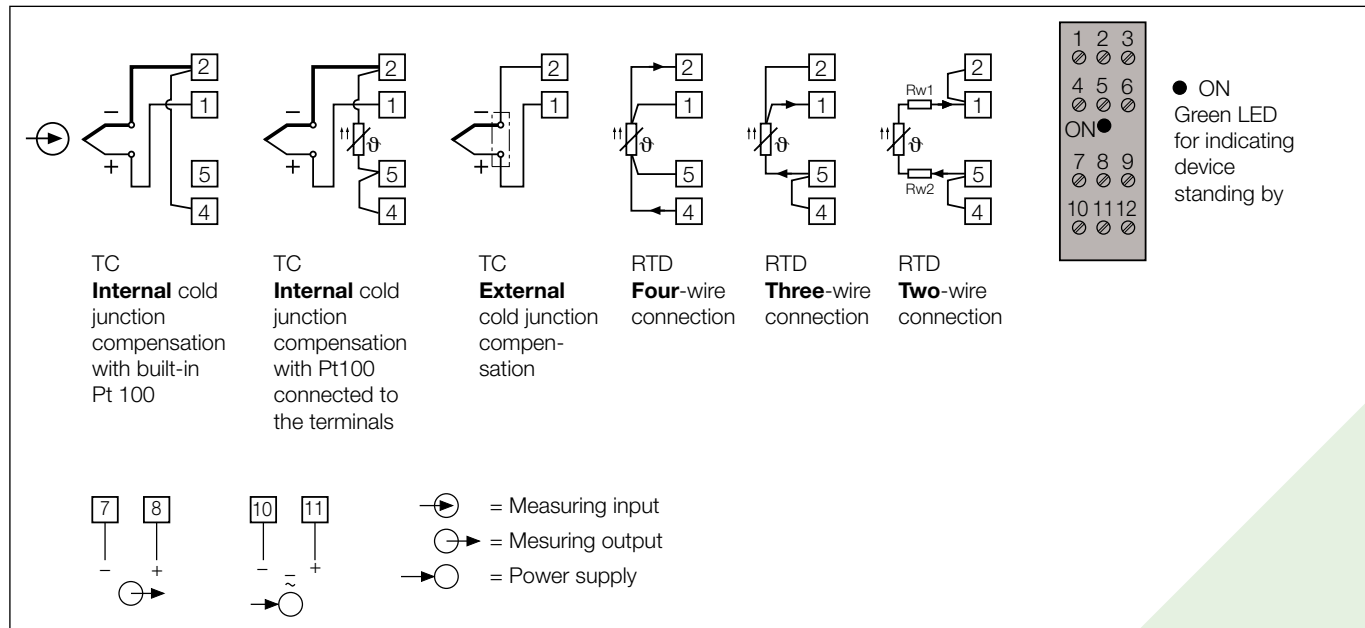 2 2 2 2 2 2
1 1 1 1 1 1
5 5 5 5 5
4 4 4 4 4
− − −
+ + +
ϑ ϑ ϑ ϑ
Rw1
Rw2
1 2 3
4 5 6
ON
7 8 9
10 11 12
ON
Green LED
for indicating
device
standing by
TC
Internal cold
junction
compensation
with built-in
Pt 100
TC
Internal cold
junction
compensation
with Pt100
connected to
the terminals
TC
External
cold junction
compen-
sation
RTD
Four-wire
connection
RTD
Three-wire
connection
RTD
Two-wire
connection
7 8
− +
10 11
− +
= Measuring input
= Mesuring output
= Power supply